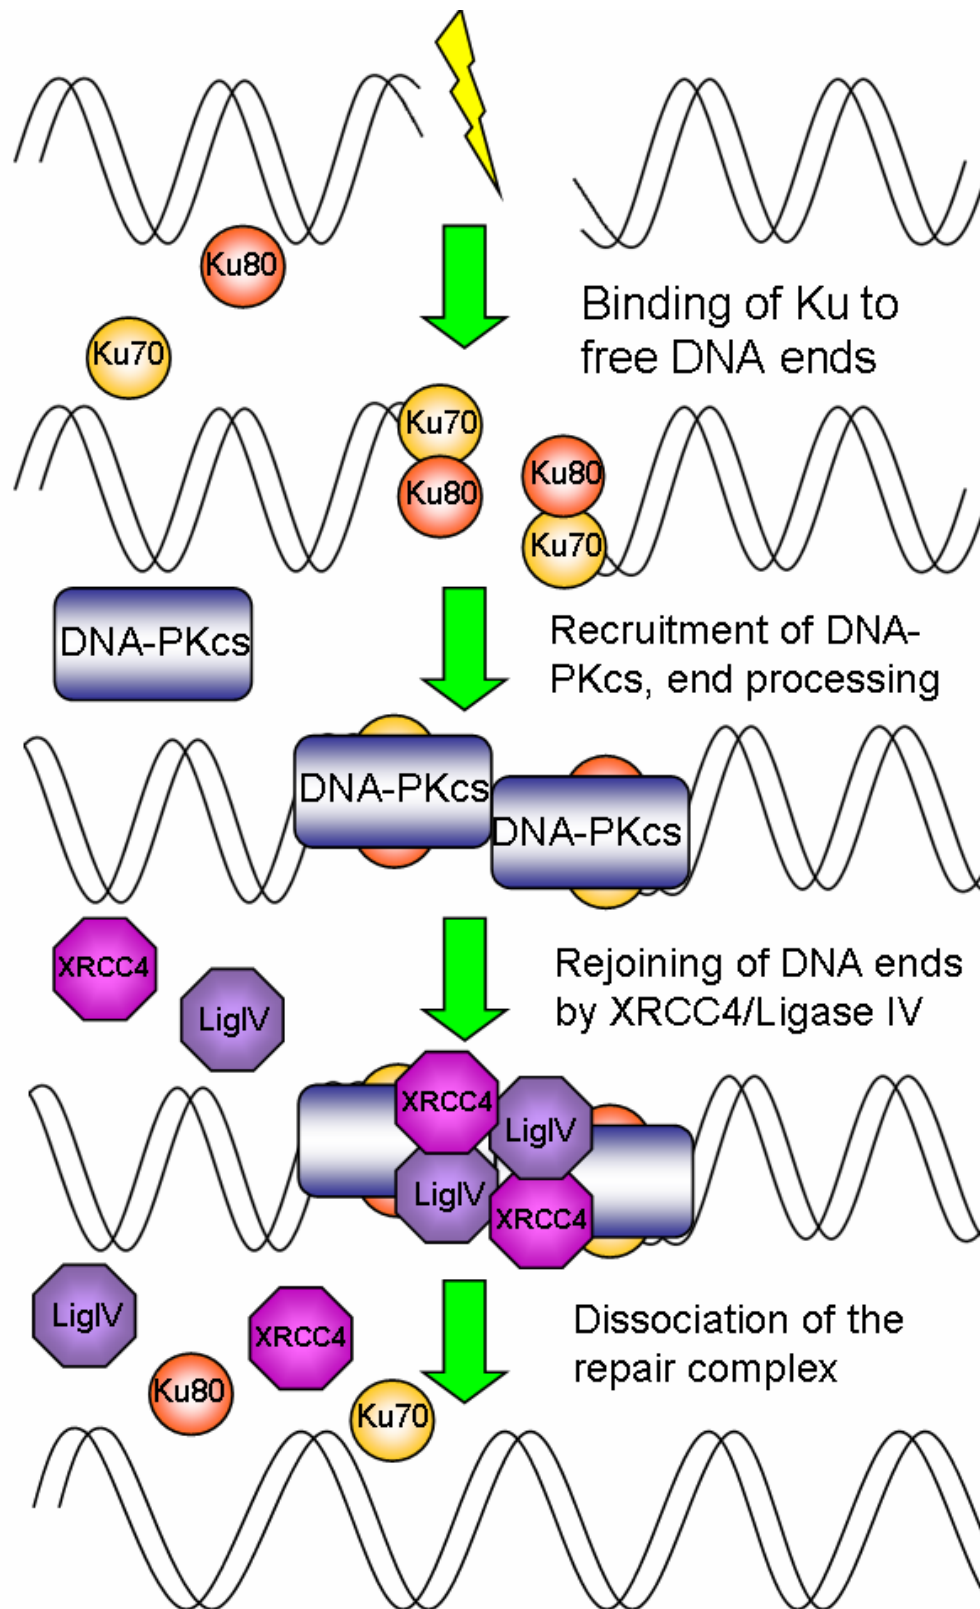 Ku80
Binding of Ku to
free DNA ends
Ku70
Ku70
Ku80
Ku80
Ku70
DNA-PKcs
Recruitment of DNA-
PKcs, end processing
DNA-PKcs
DNA-PKcs
XRCC4
LigIV
Rejoining of DNA ends
by XRCC4/Ligase IV
XRCC4
LigIV
LigIV
XRCC4
LigIV
XRCC4
Dissociation of the
repair complex
Ku80
Ku70